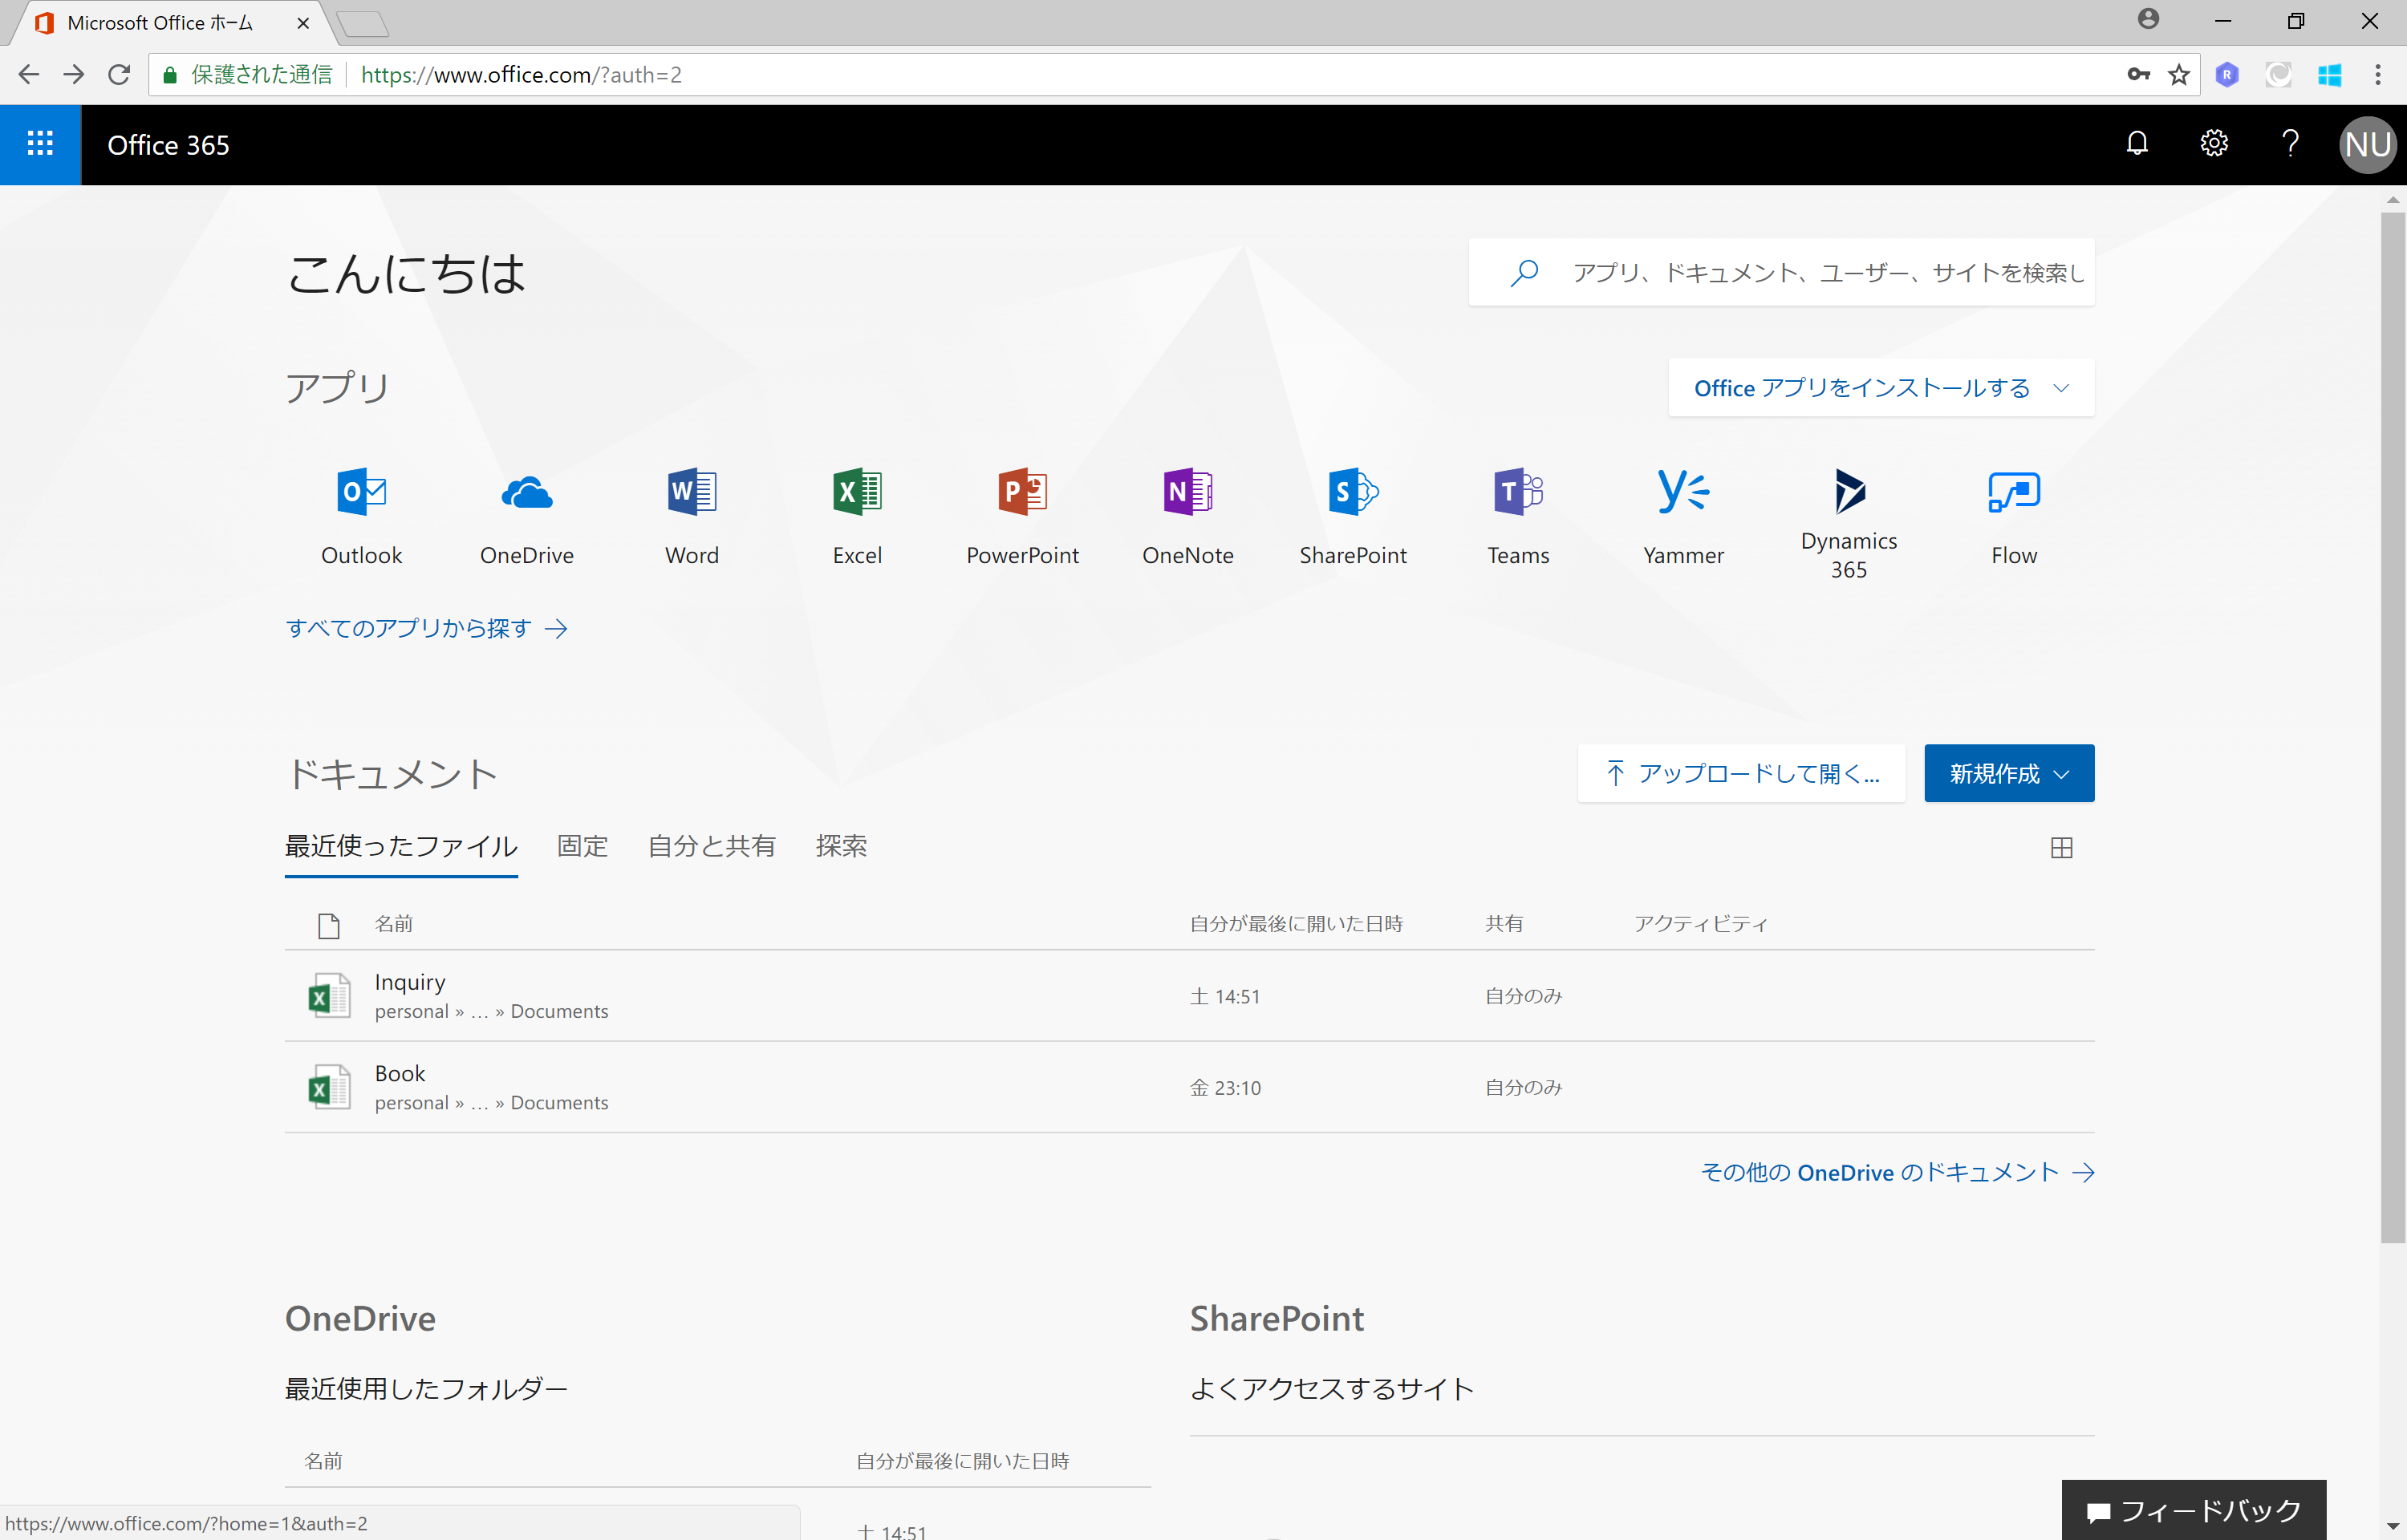 Microsoft Office ホーム
保護された通信
https://www.office.com/?auth=2
R
Office 365
NU
こんにちは
アプリ、ドキュメント、ユーザー、サイトを検索し
アプリ
Office アプリをインストールする
Outlook
OneDrive
Word
Excel
PowerPoint
OneNote
SharePoint
Teams
Yammer
Dynamics
365
Flow
すべてのアプリから探す
ドキュメント
アップロードして開く...
新規作成
最近使ったファイル 固定 自分と共有 探索
名前 自分が最後に開いた日時 共有 アクティビティ
Inquiry
personal » … » Documents
土 14:51
自分のみ
Book
personal » … » Documents
金 23:10
自分のみ
その他の OneDrive のドキュメント
OneDrive
最近使用したフォルダー
名前 自分が最後に開いた日時
土 14:51
SharePoint
よくアクセスするサイト
フィードバック
https://www.office.com/?home=1&auth=2